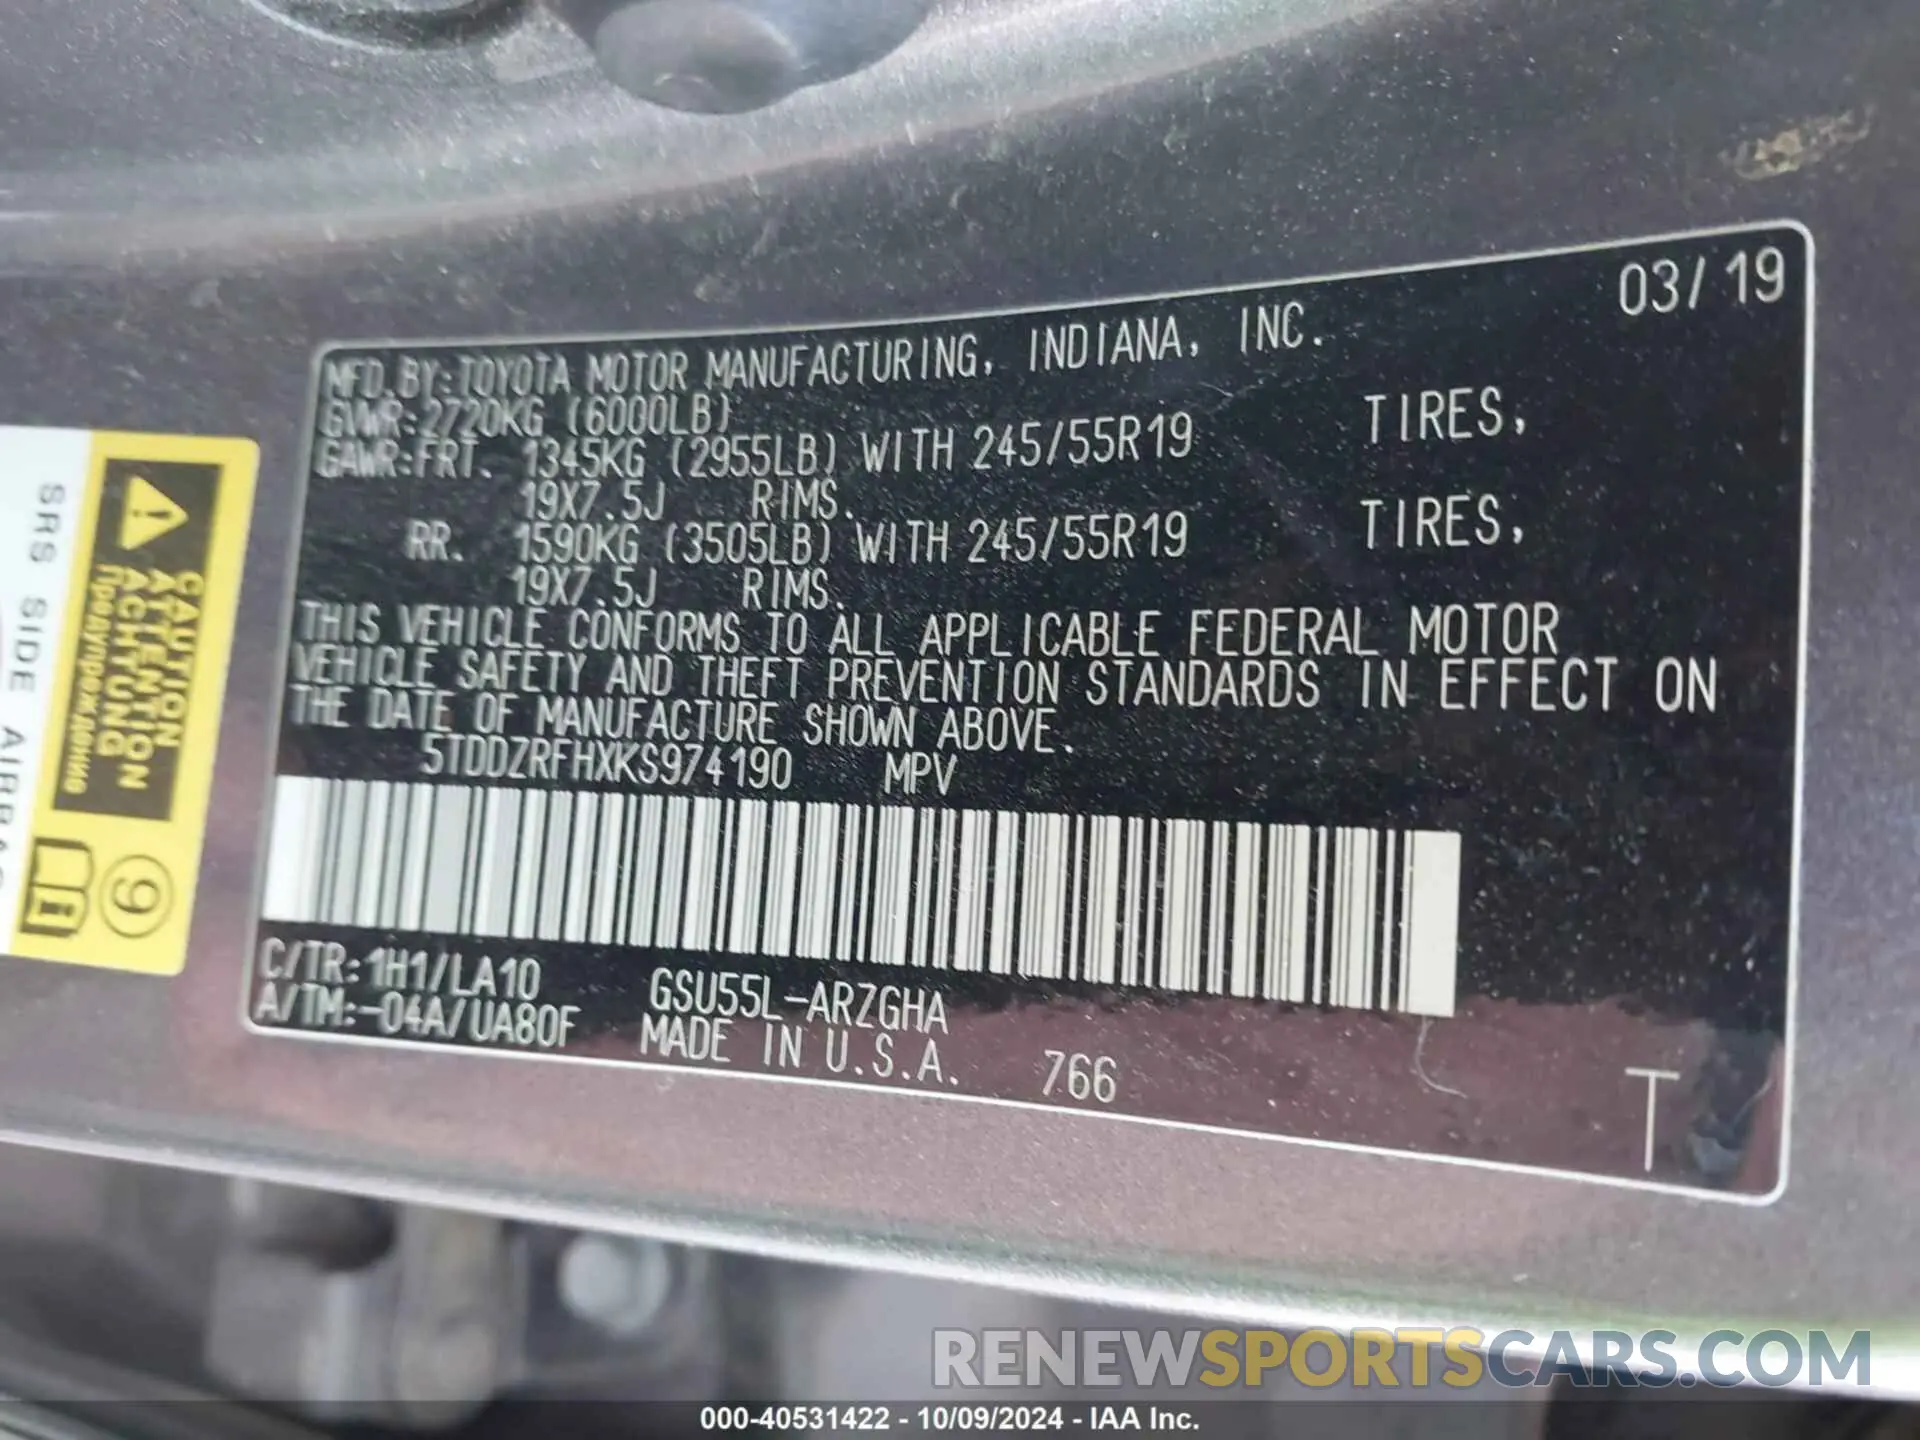 03/19
MFD.BY:TOYOTA MOTOR MANUFACTURING, INDIANA, INC.
GVWR:2720KG (6000LB)
GAWR:FRT. 1345KG (2955LB) WITH 245/55R19 TIRES,
19X7.5J RIMS.
RR. 1590KG (3505LB) WITH 245/55R19 TIRES,
19X7.5J RIMS.
THIS VEHICLE CONFORMS TO ALL APPLICABLE FEDERAL MOTOR
VEHICLE SAFETY AND THEFT PREVENTION STANDARDS IN EFFECT ON
THE DATE OF MANUFACTURE SHOWN ABOVE.
5TDDZRFHXKS974190 MPV
C/TR:1H1/LA10 GSU55L-ARZGHA
A/TM:-04A/UA80F MADE IN U.S.A. 766
T
CAUTION
ATTENTION
ACHTUNG
Предупреждение
9
SRS SIDE AIRBAG
RENEWSPORTSCARS.COM
000-40531422 - 10/09/2024 - IAA Inc.